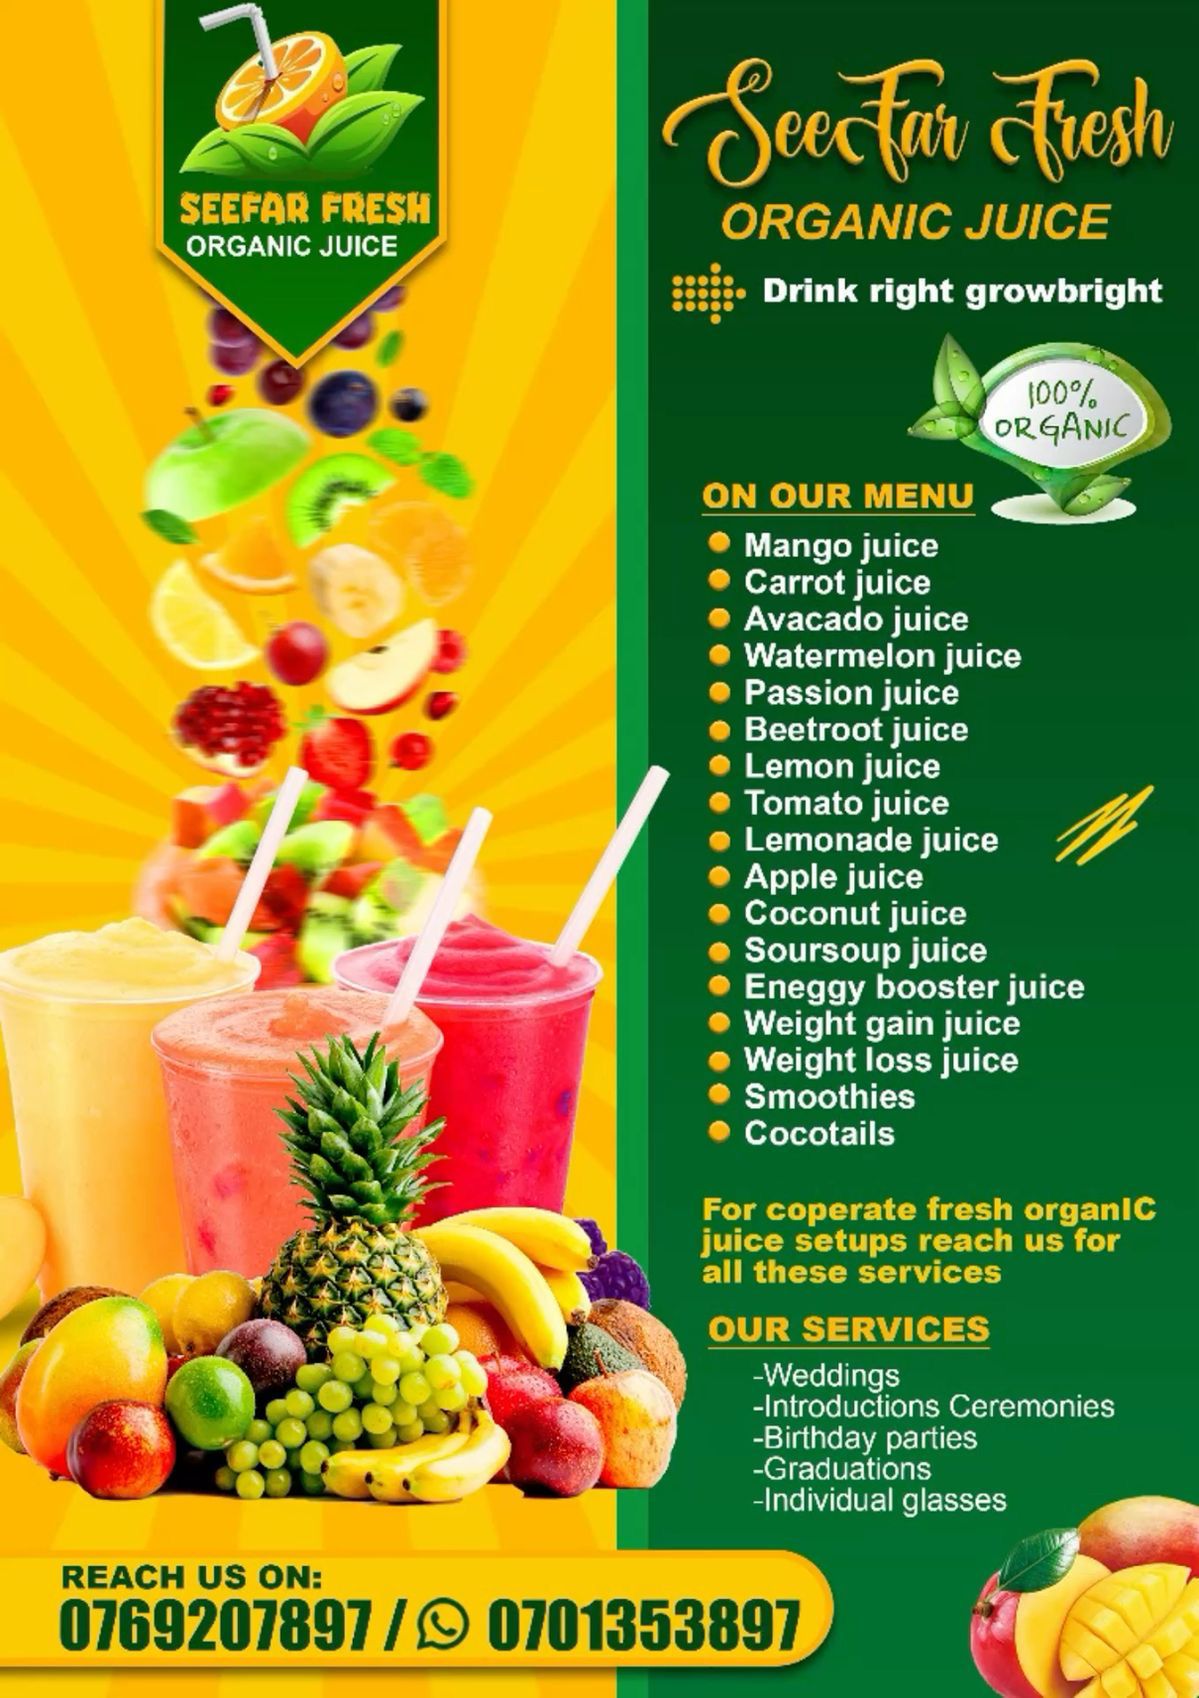 SEEFAR FRESH
ORGANIC JUICE
SeeFar Fresh
ORGANIC JUICE
Drink right growbright
100%
ORGANIC
ON OUR MENU
Mango juice
Carrot juice
Avacado juice
Watermelon juice
Passion juice
Beetroot juice
Lemon juice
Tomato juice
Lemonade juice
Apple juice
Coconut juice
Soursoup juice
Eneggy booster juice
Weight gain juice
Weight loss juice
Smoothies
Cocotails
For coperate fresh organIC
juice setups reach us for
all these services
OUR SERVICES
-Weddings
-Introductions Ceremonies
-Birthday parties
-Graduations
-Individual glasses
REACH US ON:
0769207897 / 0701353897